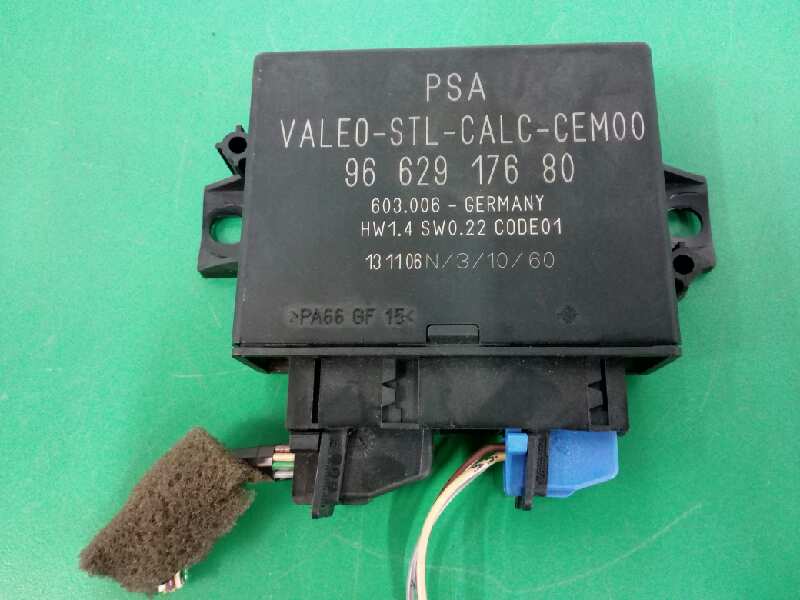 PSA
VALEO-STL-CALC-CEM00
96 629 176 80
603.006 - GERMANY
HW1.4 SW0.22 CODE01
131106N/3/10/60
>PA66 GF 15<